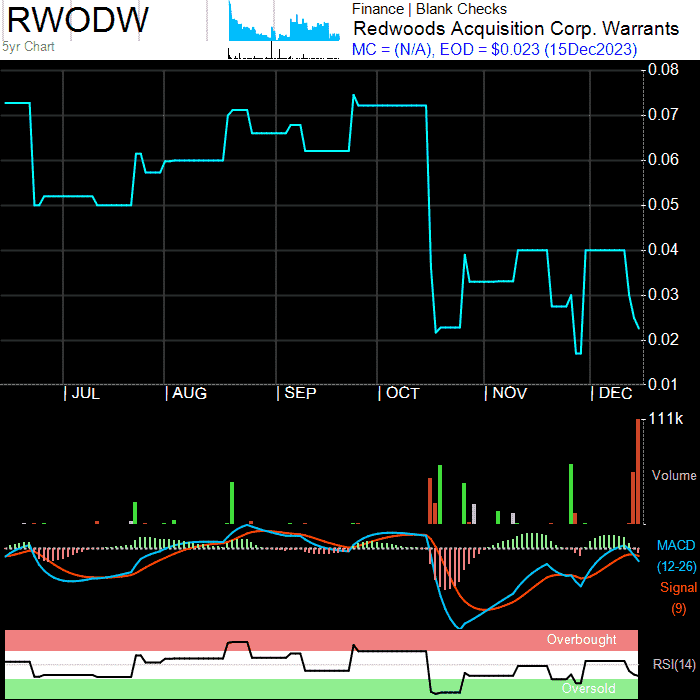 RWODW
5yr Chart
Finance | Blank Checks
Redwoods Acquisition Corp. Warrants
MC = (N/A), EOD = $0.023 (15Dec2023)
0.08
0.07
0.06
0.05
0.04
0.03
0.02
0.01
| JUL | AUG | SEP | OCT | NOV | DEC
111k
Volume
MACD
(12-26)
Signal
(9)
Overbought
RSI(14)
Oversold